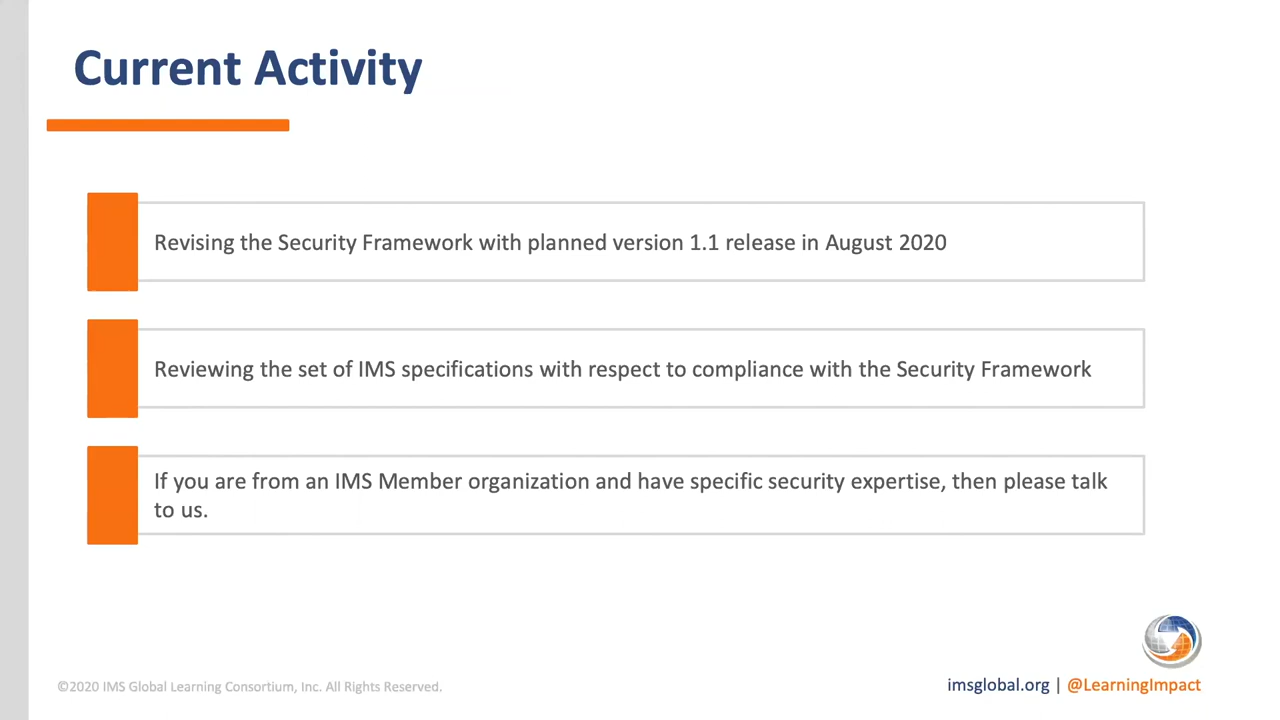 Current Activity
Revising the Security Framework with planned version 1.1 release in August 2020
Reviewing the set of IMS specifications with respect to compliance with the Security Framework
If you are from an IMS Member organization and have specific security expertise, then please talk
to us.
©2020 IMS Global Learning Consortium, Inc. All Rights Reserved.
imsglobal.org | @LearningImpact